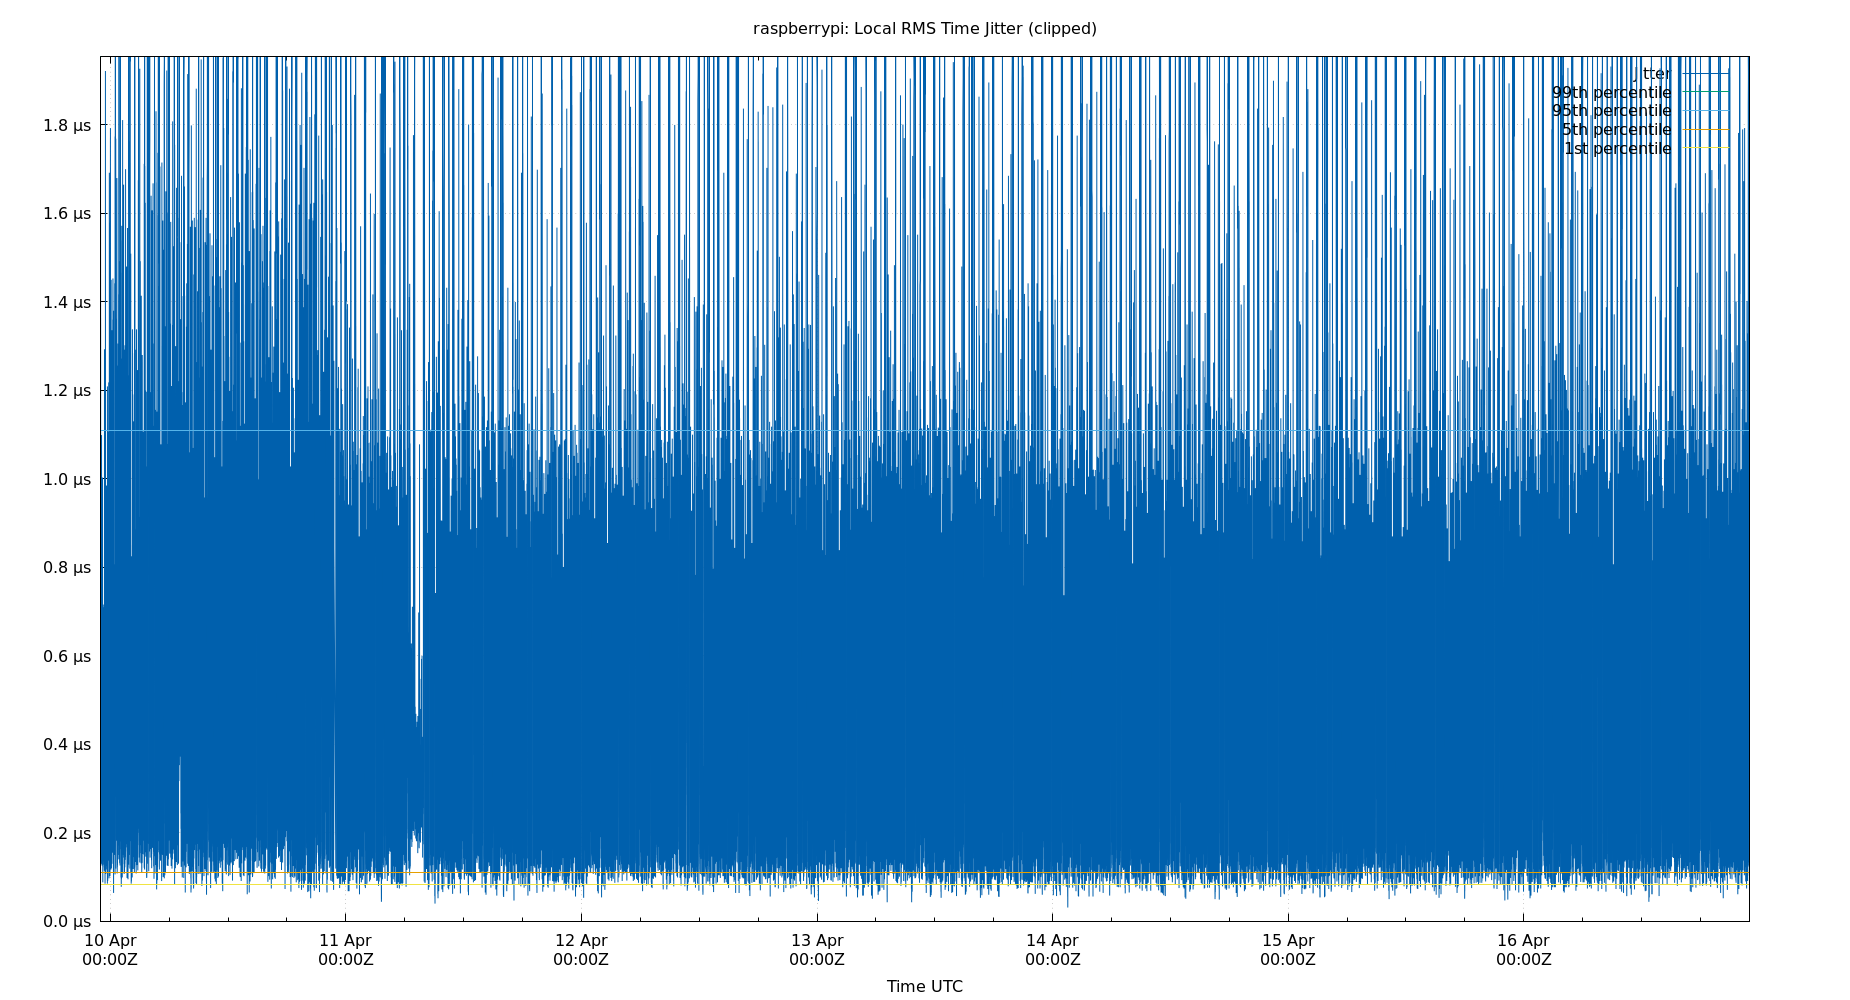 raspberrypi: Local RMS Time Jitter (clipped)
jitter
99th percentile
95th percentile
5th percentile
1st percentile
1.8 µs
1.6 µs
1.4 µs
1.2 µs
1.0 µs
0.8 µs
0.6 µs
0.4 µs
0.2 µs
0.0 µs
10 Apr 11 Apr 12 Apr 13 Apr 14 Apr 15 Apr 16 Apr
00:00Z 00:00Z 00:00Z 00:00Z 00:00Z 00:00Z 00:00Z
Time UTC